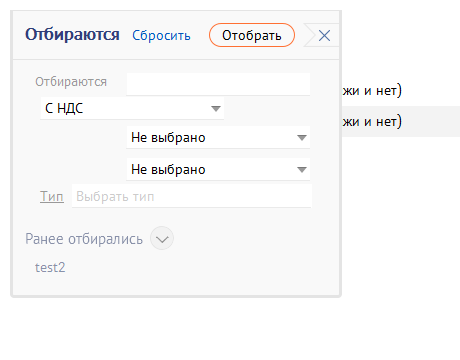 Отбираются Сбросить Отобрать
Отбираются
жи и нет)
С НДС
жи и нет)
Не выбрано
Не выбрано
Тип Выбрать тип
Ранее отбирались
test2